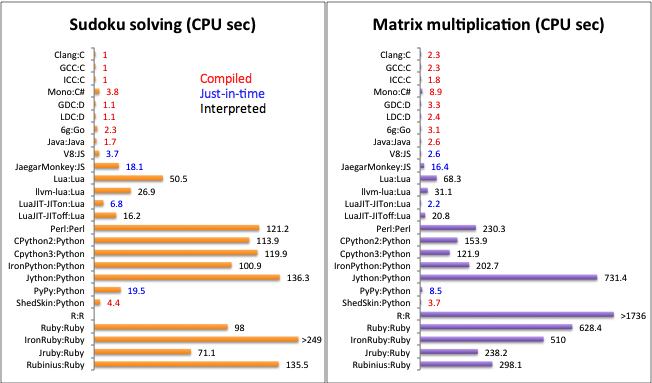 Sudoku solving (CPU sec)
Clang:C 1
GCC:C 1
ICC:C 1
Mono:C# 3.8
GDC:D 1.1
LDC:D 1.1
6g:Go 2.3
Java:Java 1.7
V8:JS 3.7
JaegarMonkey:JS 18.1
Lua:Lua 50.5
llvm-lua:Lua 26.9
LuaJIT-JITon:Lua 6.8
LuaJIT-JIToff:Lua 16.2
Perl:Perl 121.2
CPython2:Python 113.9
Cpython3:Python 119.9
IronPython:Python 100.9
Jython:Python 136.3
PyPy:Python 19.5
ShedSkin:Python 4.4
R:R
Ruby:Ruby 98
IronRuby:Ruby >249
Jruby:Ruby 71.1
Rubinius:Ruby 135.5
Compiled
Just-in-time
Interpreted
Matrix multiplication (CPU sec)
Clang:C 2.3
GCC:C 2.3
ICC:C 1.8
Mono:C# 8.9
GDC:D 3.3
LDC:D 2.4
6g:Go 3.1
Java:Java 2.6
V8:JS 2.6
JaegarMonkey:JS 16.4
Lua:Lua 68.3
llvm-lua:Lua 31.1
LuaJIT-JITon:Lua 2.2
LuaJIT-JIToff:Lua 20.8
Perl:Perl 230.3
CPython2:Python 153.9
Cpython3:Python 121.9
IronPython:Python 202.7
Jython:Python 731.4
PyPy:Python 8.5
ShedSkin:Python 3.7
R:R >1736
Ruby:Ruby 628.4
IronRuby:Ruby 510
Jruby:Ruby 238.2
Rubinius:Ruby 298.1